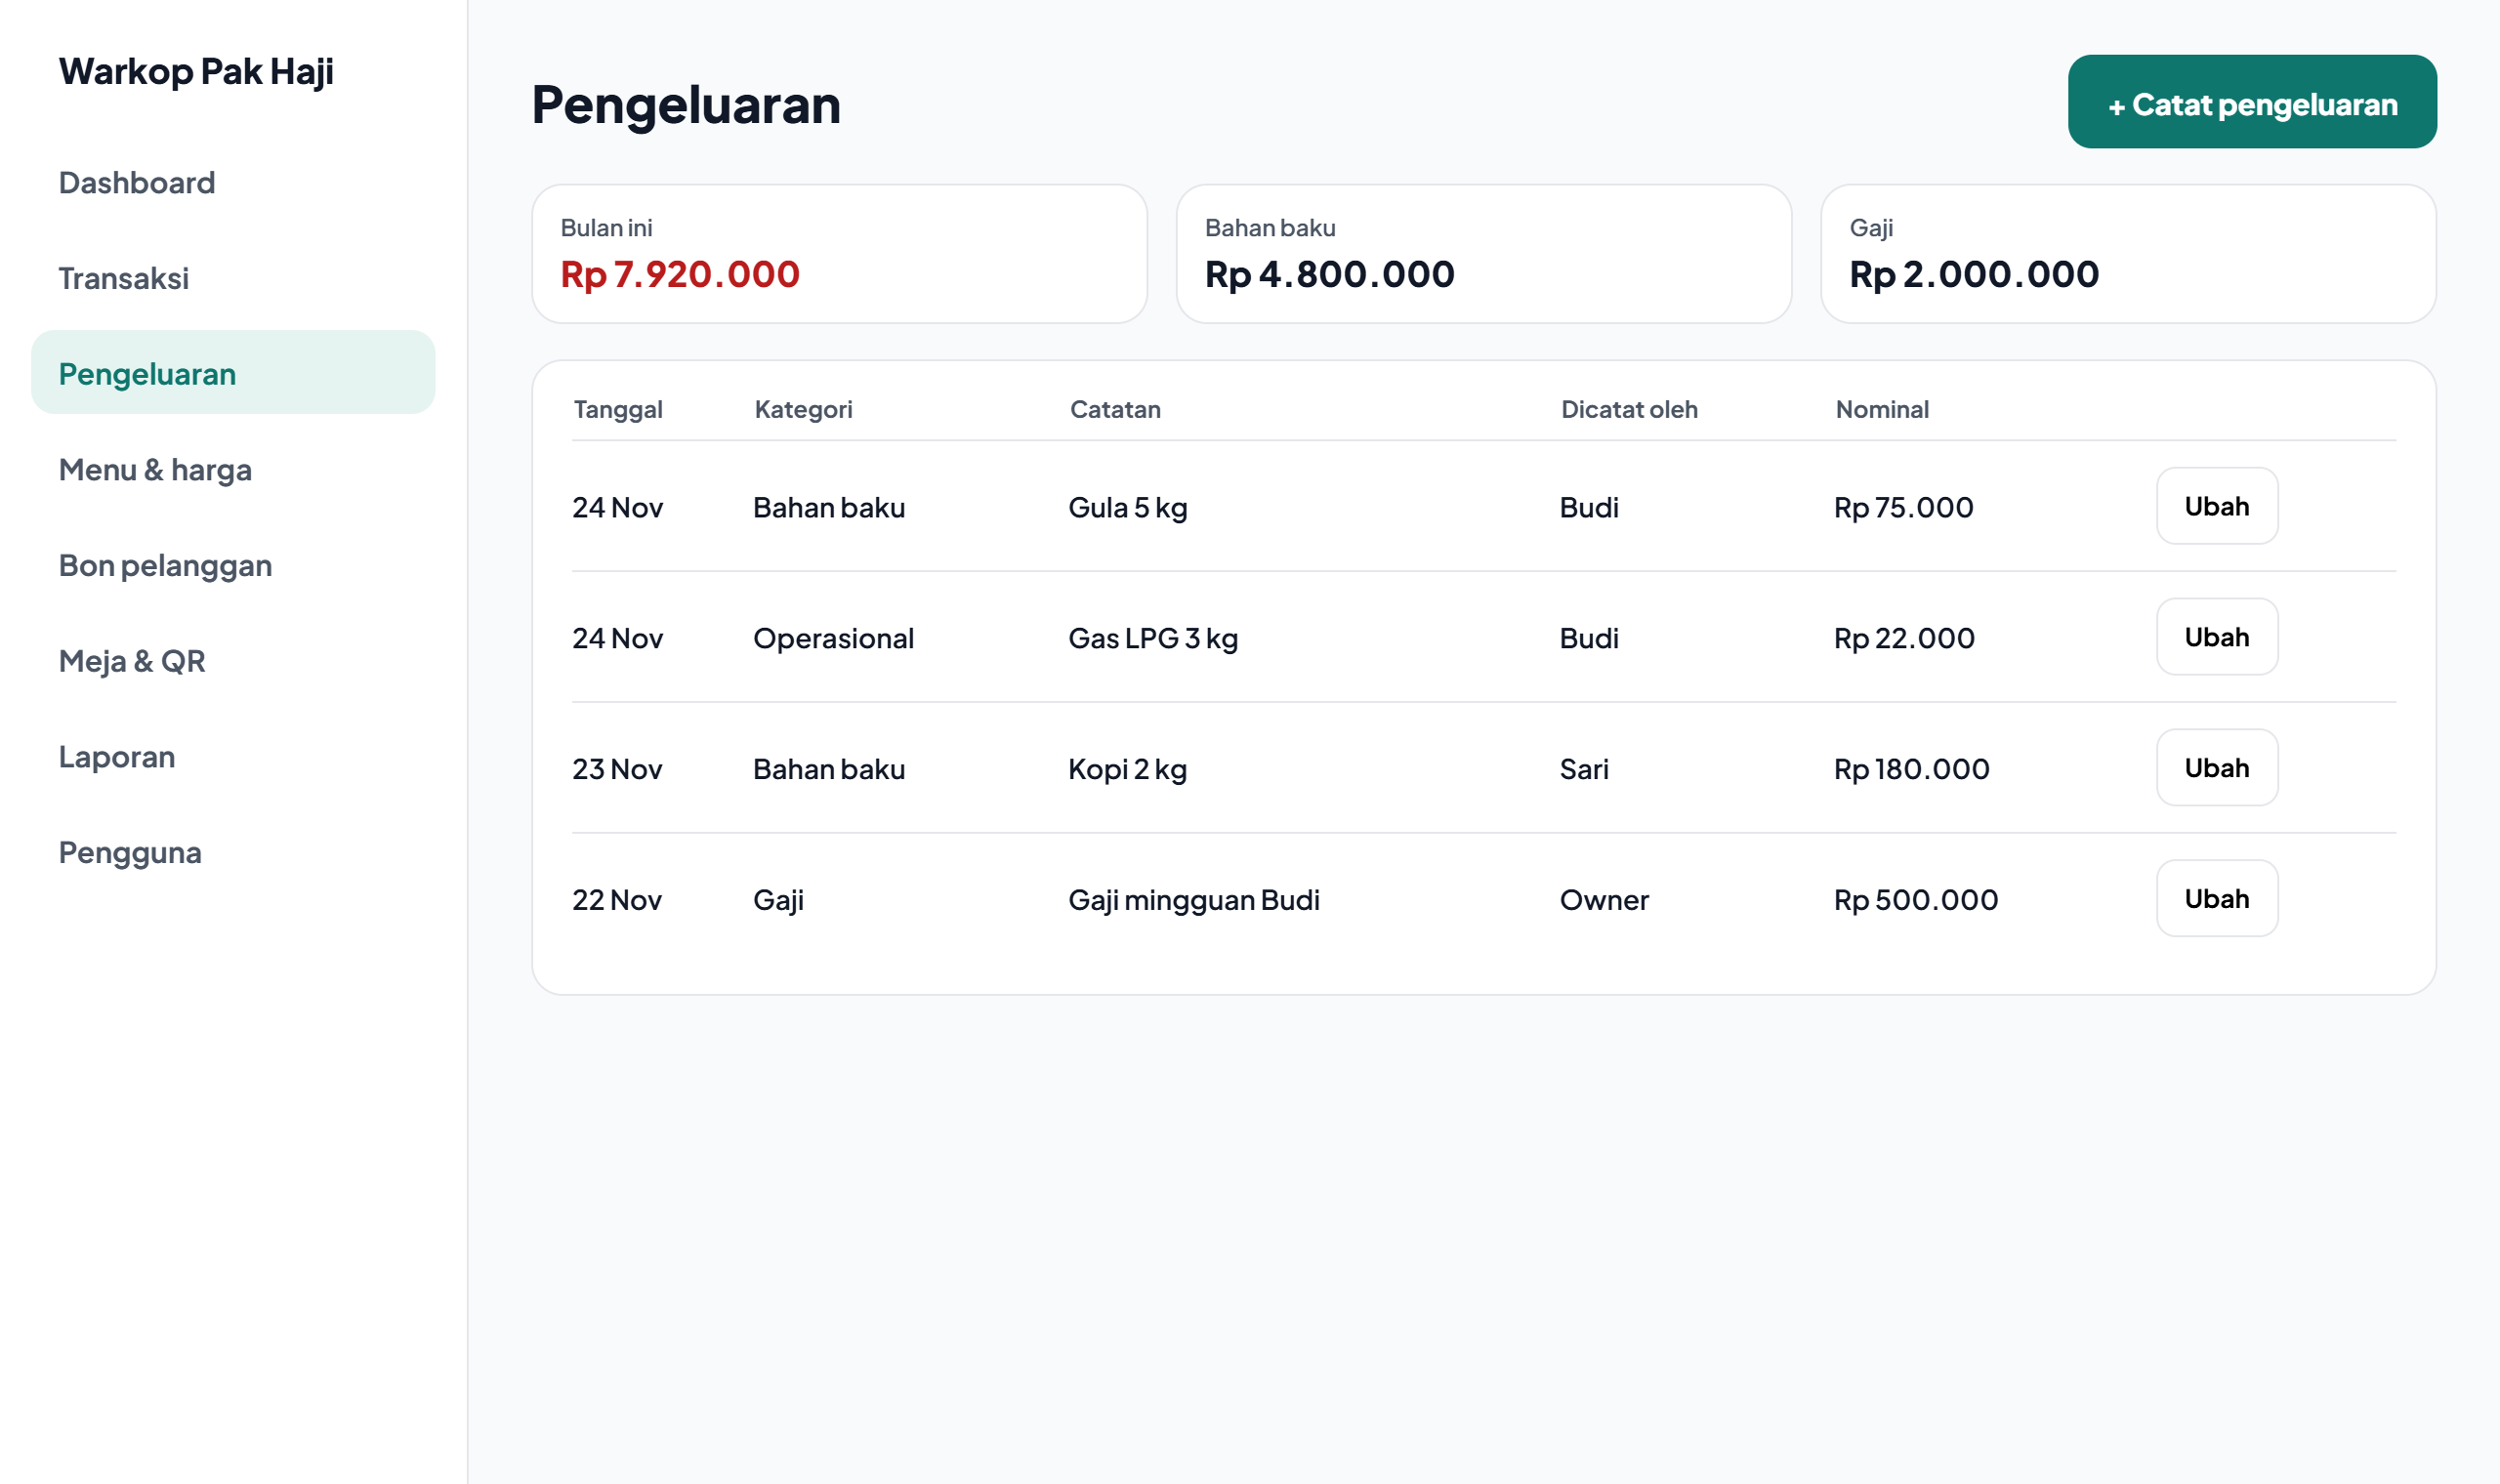 Warkop Pak Haji
Dashboard
Transaksi
Pengeluaran
Menu & harga
Bon pelanggan
Meja & QR
Laporan
Pengguna
Pengeluaran
+ Catat pengeluaran
Bulan ini
Rp 7.920.000
Bahan baku
Rp 4.800.000
Gaji
Rp 2.000.000
Tanggal Kategori Catatan Dicatat oleh Nominal
24 Nov Bahan baku Gula 5 kg Budi Rp 75.000 Ubah
24 Nov Operasional Gas LPG 3 kg Budi Rp 22.000 Ubah
23 Nov Bahan baku Kopi 2 kg Sari Rp 180.000 Ubah
22 Nov Gaji Gaji mingguan Budi Owner Rp 500.000 Ubah